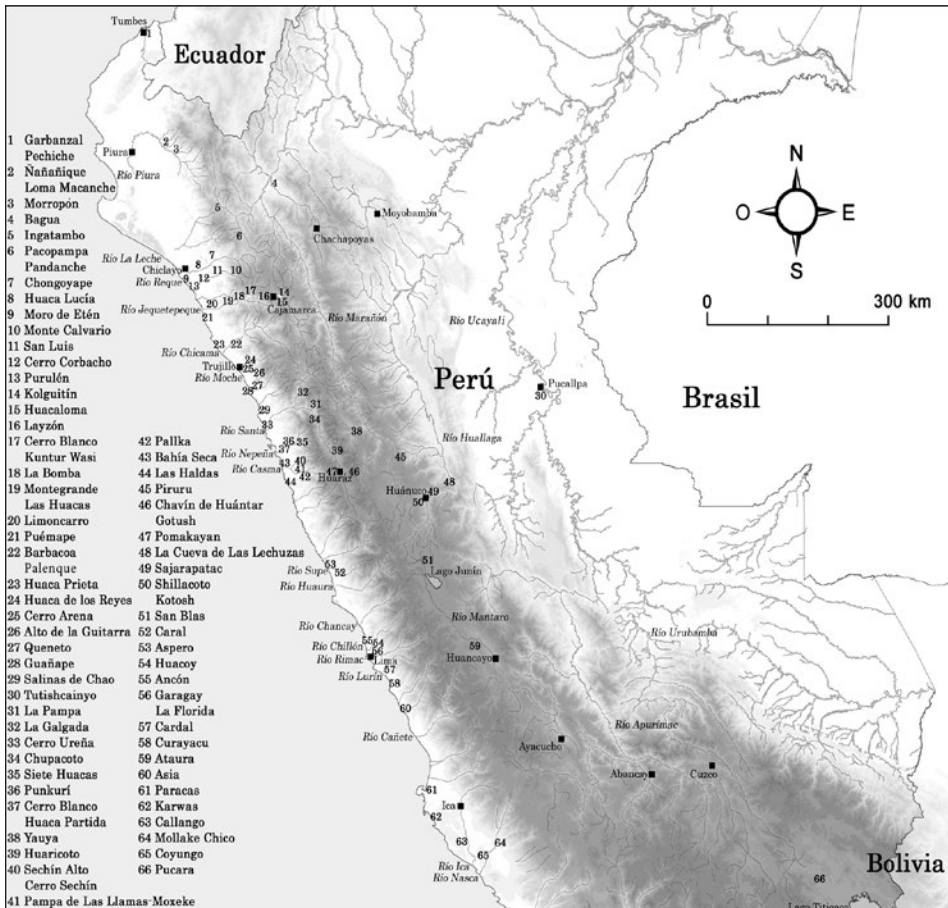 Tumbes
Ecuador
Piura
Río Piura
Moyobamba
Chachapoyas
Río La Leche
Chiclayo
Río Reque
Río Jequetepeque
Cajamarca
Río Marañón
Río Ucayali
Río Chicama
Trujillo
Río Moche
Perú
Pucallpa
Brasil
Río Santa
Río Nepeña
Río Casma
Huaraz
Río Huallaga
Huánuco
Río Supe
Río Huaura
Lago Junín
Río Chancay
Río Chillón
Río Rimac
Lima
Río Lurín
Río Mantaro
Huancayo
Río Urubamba
Río Cañete
Río Apurímac
Ayacucho
Abancay
Cuzco
Ica
Río Ica
Río Nasca
Bolivia
Lago Titicaca
N
O
E
S
0 300 km
1 Garbanzal
Pechiche
2 Ñañañique
Loma Macanche
3 Morropón
4 Bagua
5 Ingatambo
6 Pacopampa
Pandanche
7 Chongoyape
8 Huaca Lucía
9 Moro de Etén
10 Monte Calvario
11 San Luis
12 Cerro Corbacho
13 Purulén
14 Kolguitín
15 Huacaloma
16 Layzón
17 Cerro Blanco
Kuntur Wasi
18 La Bomba
19 Montegrande
Las Huacas
20 Limoncarro
21 Puémape
22 Barbacoa
Palenque
23 Huaca Prieta
24 Huaca de los Reyes
25 Cerro Arena
26 Alto de la Guitarra
27 Queneto
28 Guañape
29 Salinas de Chao
30 Tutishcainyo
31 La Pampa
32 La Galgada
33 Cerro Ureña
34 Chupacoto
35 Siete Huacas
36 Punkurí
37 Cerro Blanco
Huaca Partida
38 Yauya
39 Huaricoto
40 Sechín Alto
Cerro Sechín
41 Pampa de Las Llamas-Moxeke
42 Pallka
43 Bahía Seca
44 Las Haldas
45 Piruru
46 Chavín de Huántar
Gotush
47 Pomakayan
48 La Cueva de Las Lechuzas
49 Sajarapatac
50 Shillacoto
Kotosh
51 San Blas
52 Caral
53 Aspero
54 Huacoy
55 Ancón
56 Garagay
La Florida
57 Cardal
58 Curayacu
59 Ataura
60 Asia
61 Paracas
62 Karwas
63 Callango
64 Mollake Chico
65 Coyungo
66 Pucara